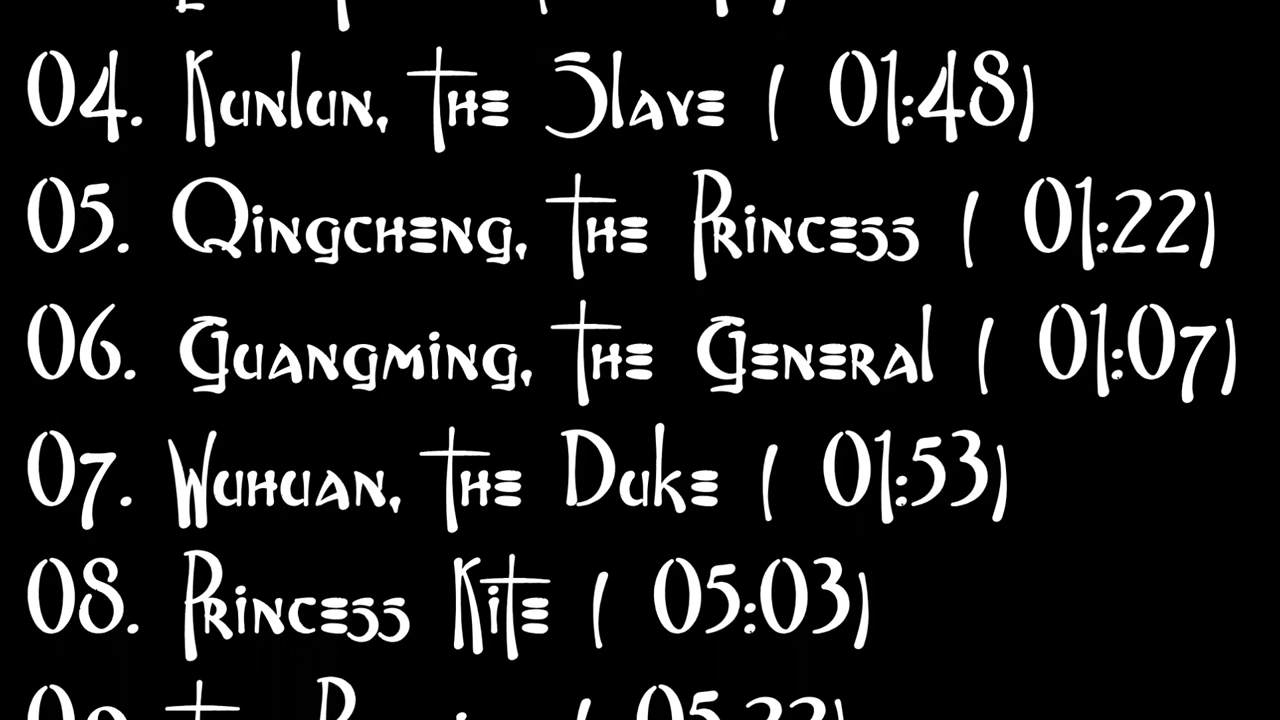 04. Kunlun, the Slave ( 01:48)
05. Qingcheng, the Princess ( 01:22)
06. Guangming, the General ( 01:07)
07. Wuhuan, the Duke ( 01:53)
08. Princess Kite ( 05:03)